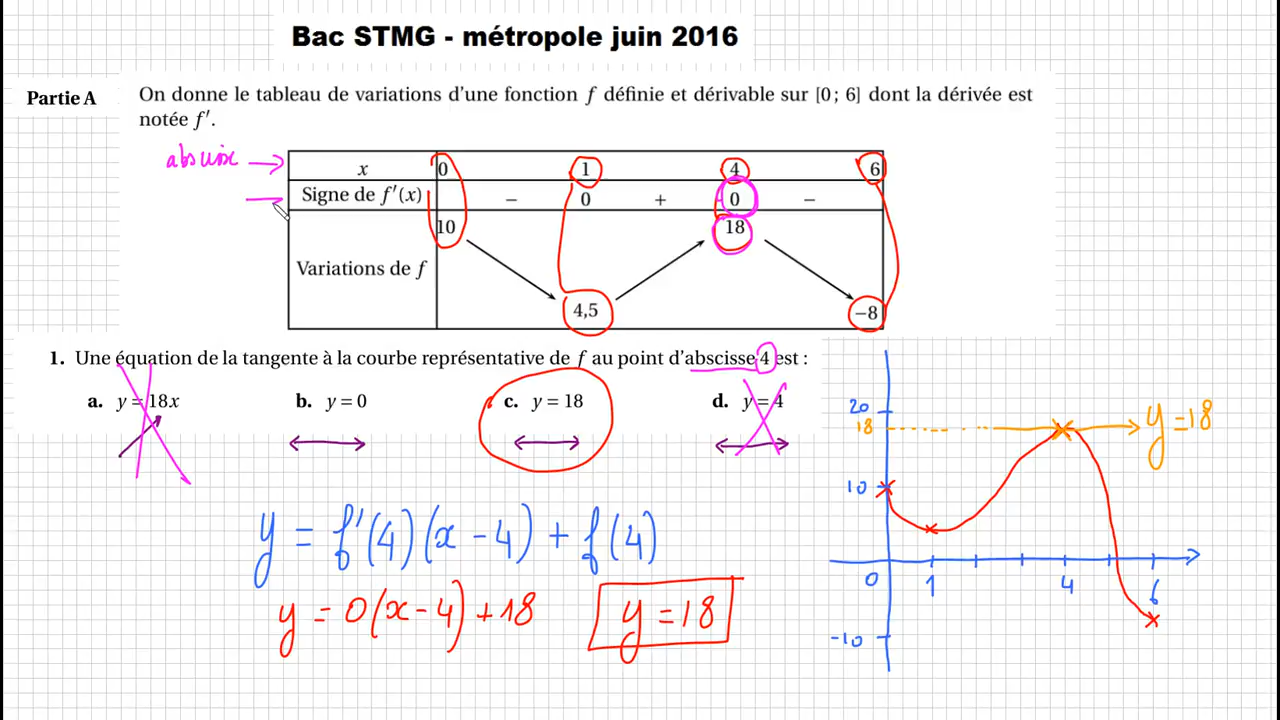 Bac STMG - métropole juin 2016
Partie A
On donne le tableau de variations d'une fonction f définie et dérivable sur [0; 6] dont la dérivée est
notée f′.
abscisse
x 0 1 4 6
Signe de f′(x) − 0 + 0 −
10 18
Variations de f
4,5 −8
1. Une équation de la tangente à la courbe représentative de f au point d'abscisse 4 est :
a. y = 18x b. y = 0 c. y = 18 d. y = 4
20
18 y = 18
10
y = f'(4)(x - 4) + f(4)
0 1 4 6
y = 0(x - 4) + 18 y = 18
-10